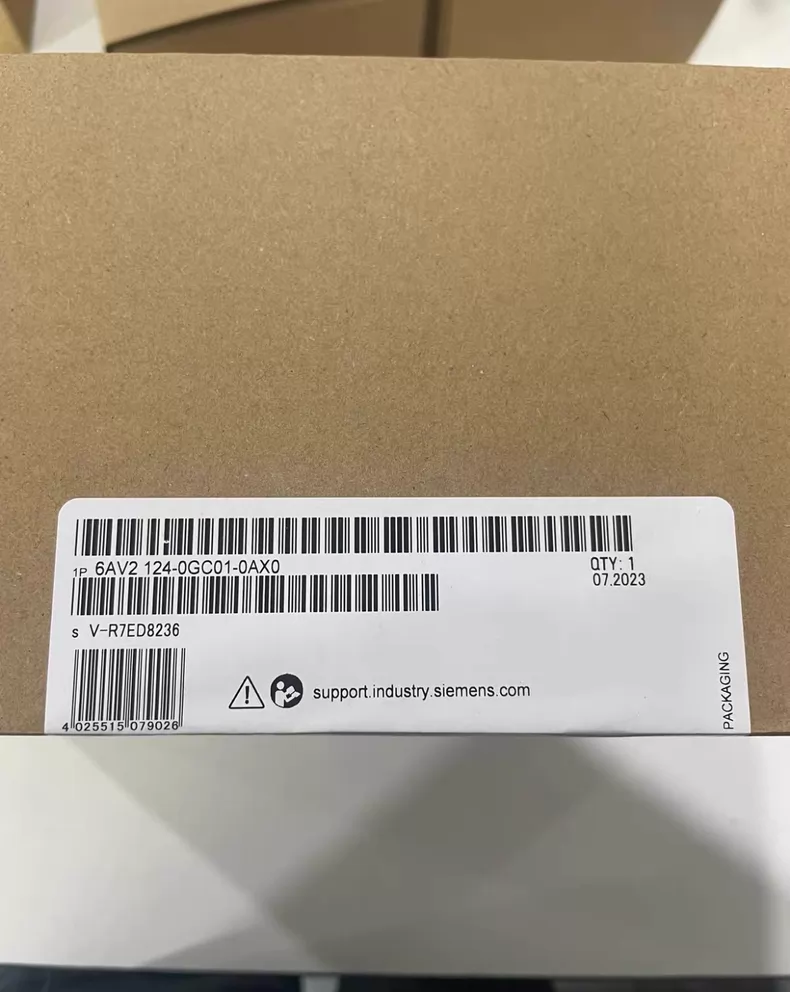 1P 6AV2 124-0GC01-0AX0
QTY: 1
07.2023
S V-R7ED8236
4 025515 079026
support.industry.siemens.com
PACKAGING